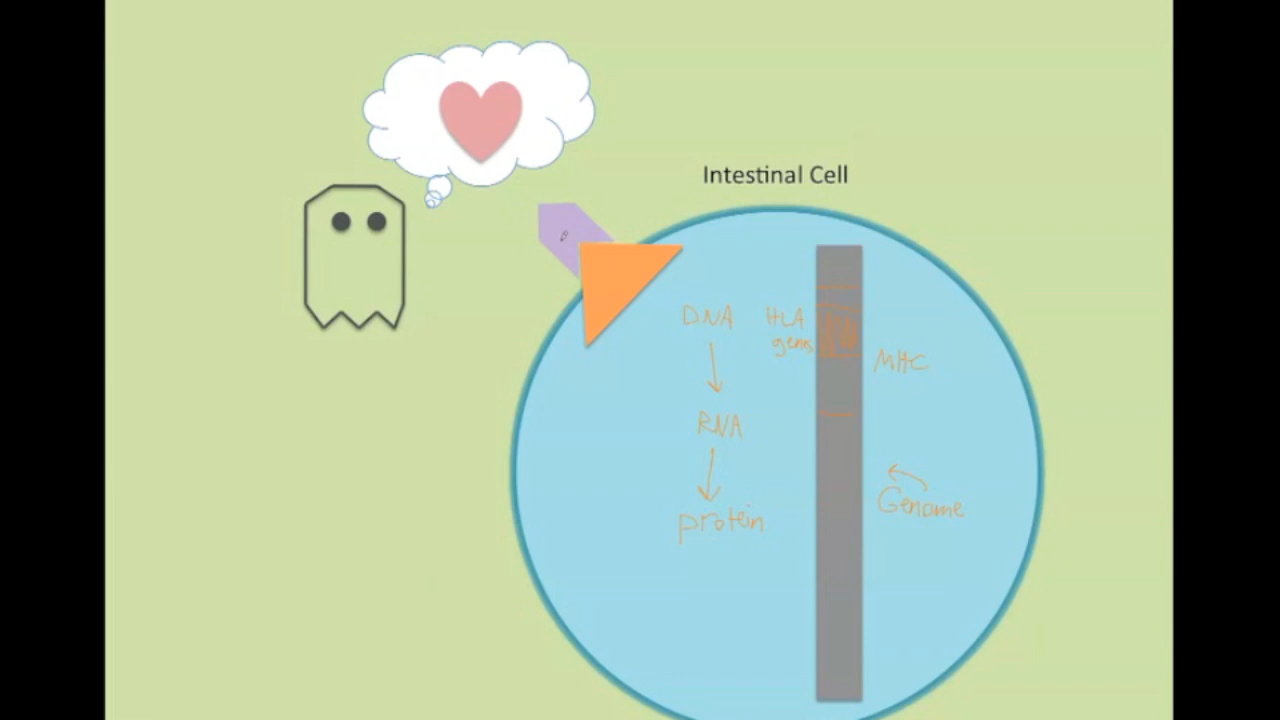 Intestinal Cell
DNA
HLA
genes
MHC
RNA
Genome
protein